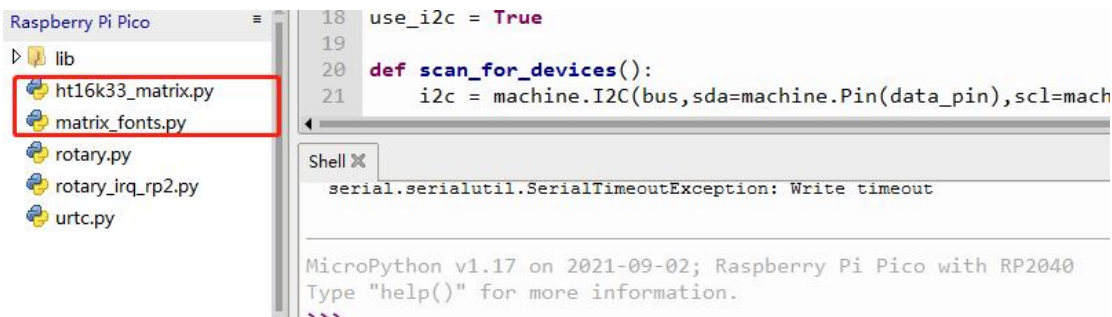 Raspberry Pi Pico
lib
ht16k33_matrix.py
matrix_fonts.py
rotary.py
rotary_irq_rp2.py
urtc.py
18 use_i2c = True
19
20 def scan_for_devices():
21 i2c = machine.I2C(bus,sda=machine.Pin(data_pin),scl=mach
Shell
serial.serialutil.SerialTimeoutException: Write timeout
MicroPython v1.17 on 2021-09-02; Raspberry Pi Pico with RP2040
Type "help()" for more information.
>>>